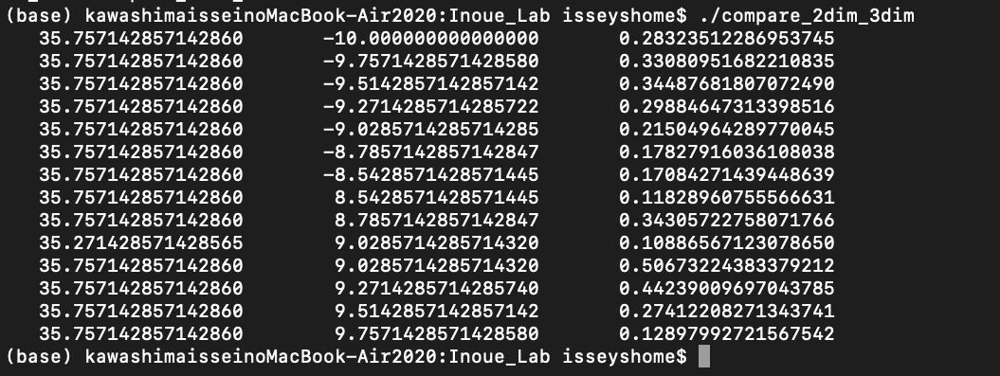 (base) kawashimaisseinoMacBook-Air2020:Inoue_Lab isseyshome$ ./compare_2dim_3dim
35.757142857142860 -10.000000000000000 0.28323512286953745
35.757142857142860 -9.7571428571428580 0.33080951682210835
35.757142857142860 -9.5142857142857142 0.34487681807072490
35.757142857142860 -9.2714285714285722 0.29884647313398516
35.757142857142860 -9.0285714285714285 0.21504964289770045
35.757142857142860 -8.7857142857142847 0.17827916036108038
35.757142857142860 -8.5428571428571445 0.17084271439448639
35.757142857142860 8.5428571428571445 0.11828960755566631
35.757142857142860 8.7857142857142847 0.34305722758071766
35.271428571428565 9.0285714285714320 0.10886567123078650
35.757142857142860 9.0285714285714320 0.50673224383379212
35.757142857142860 9.2714285714285740 0.44239009697043785
35.757142857142860 9.5142857142857142 0.27412208271343741
35.757142857142860 9.7571428571428580 0.12897992721567542
(base) kawashimaisseinoMacBook-Air2020:Inoue_Lab isseyshome$